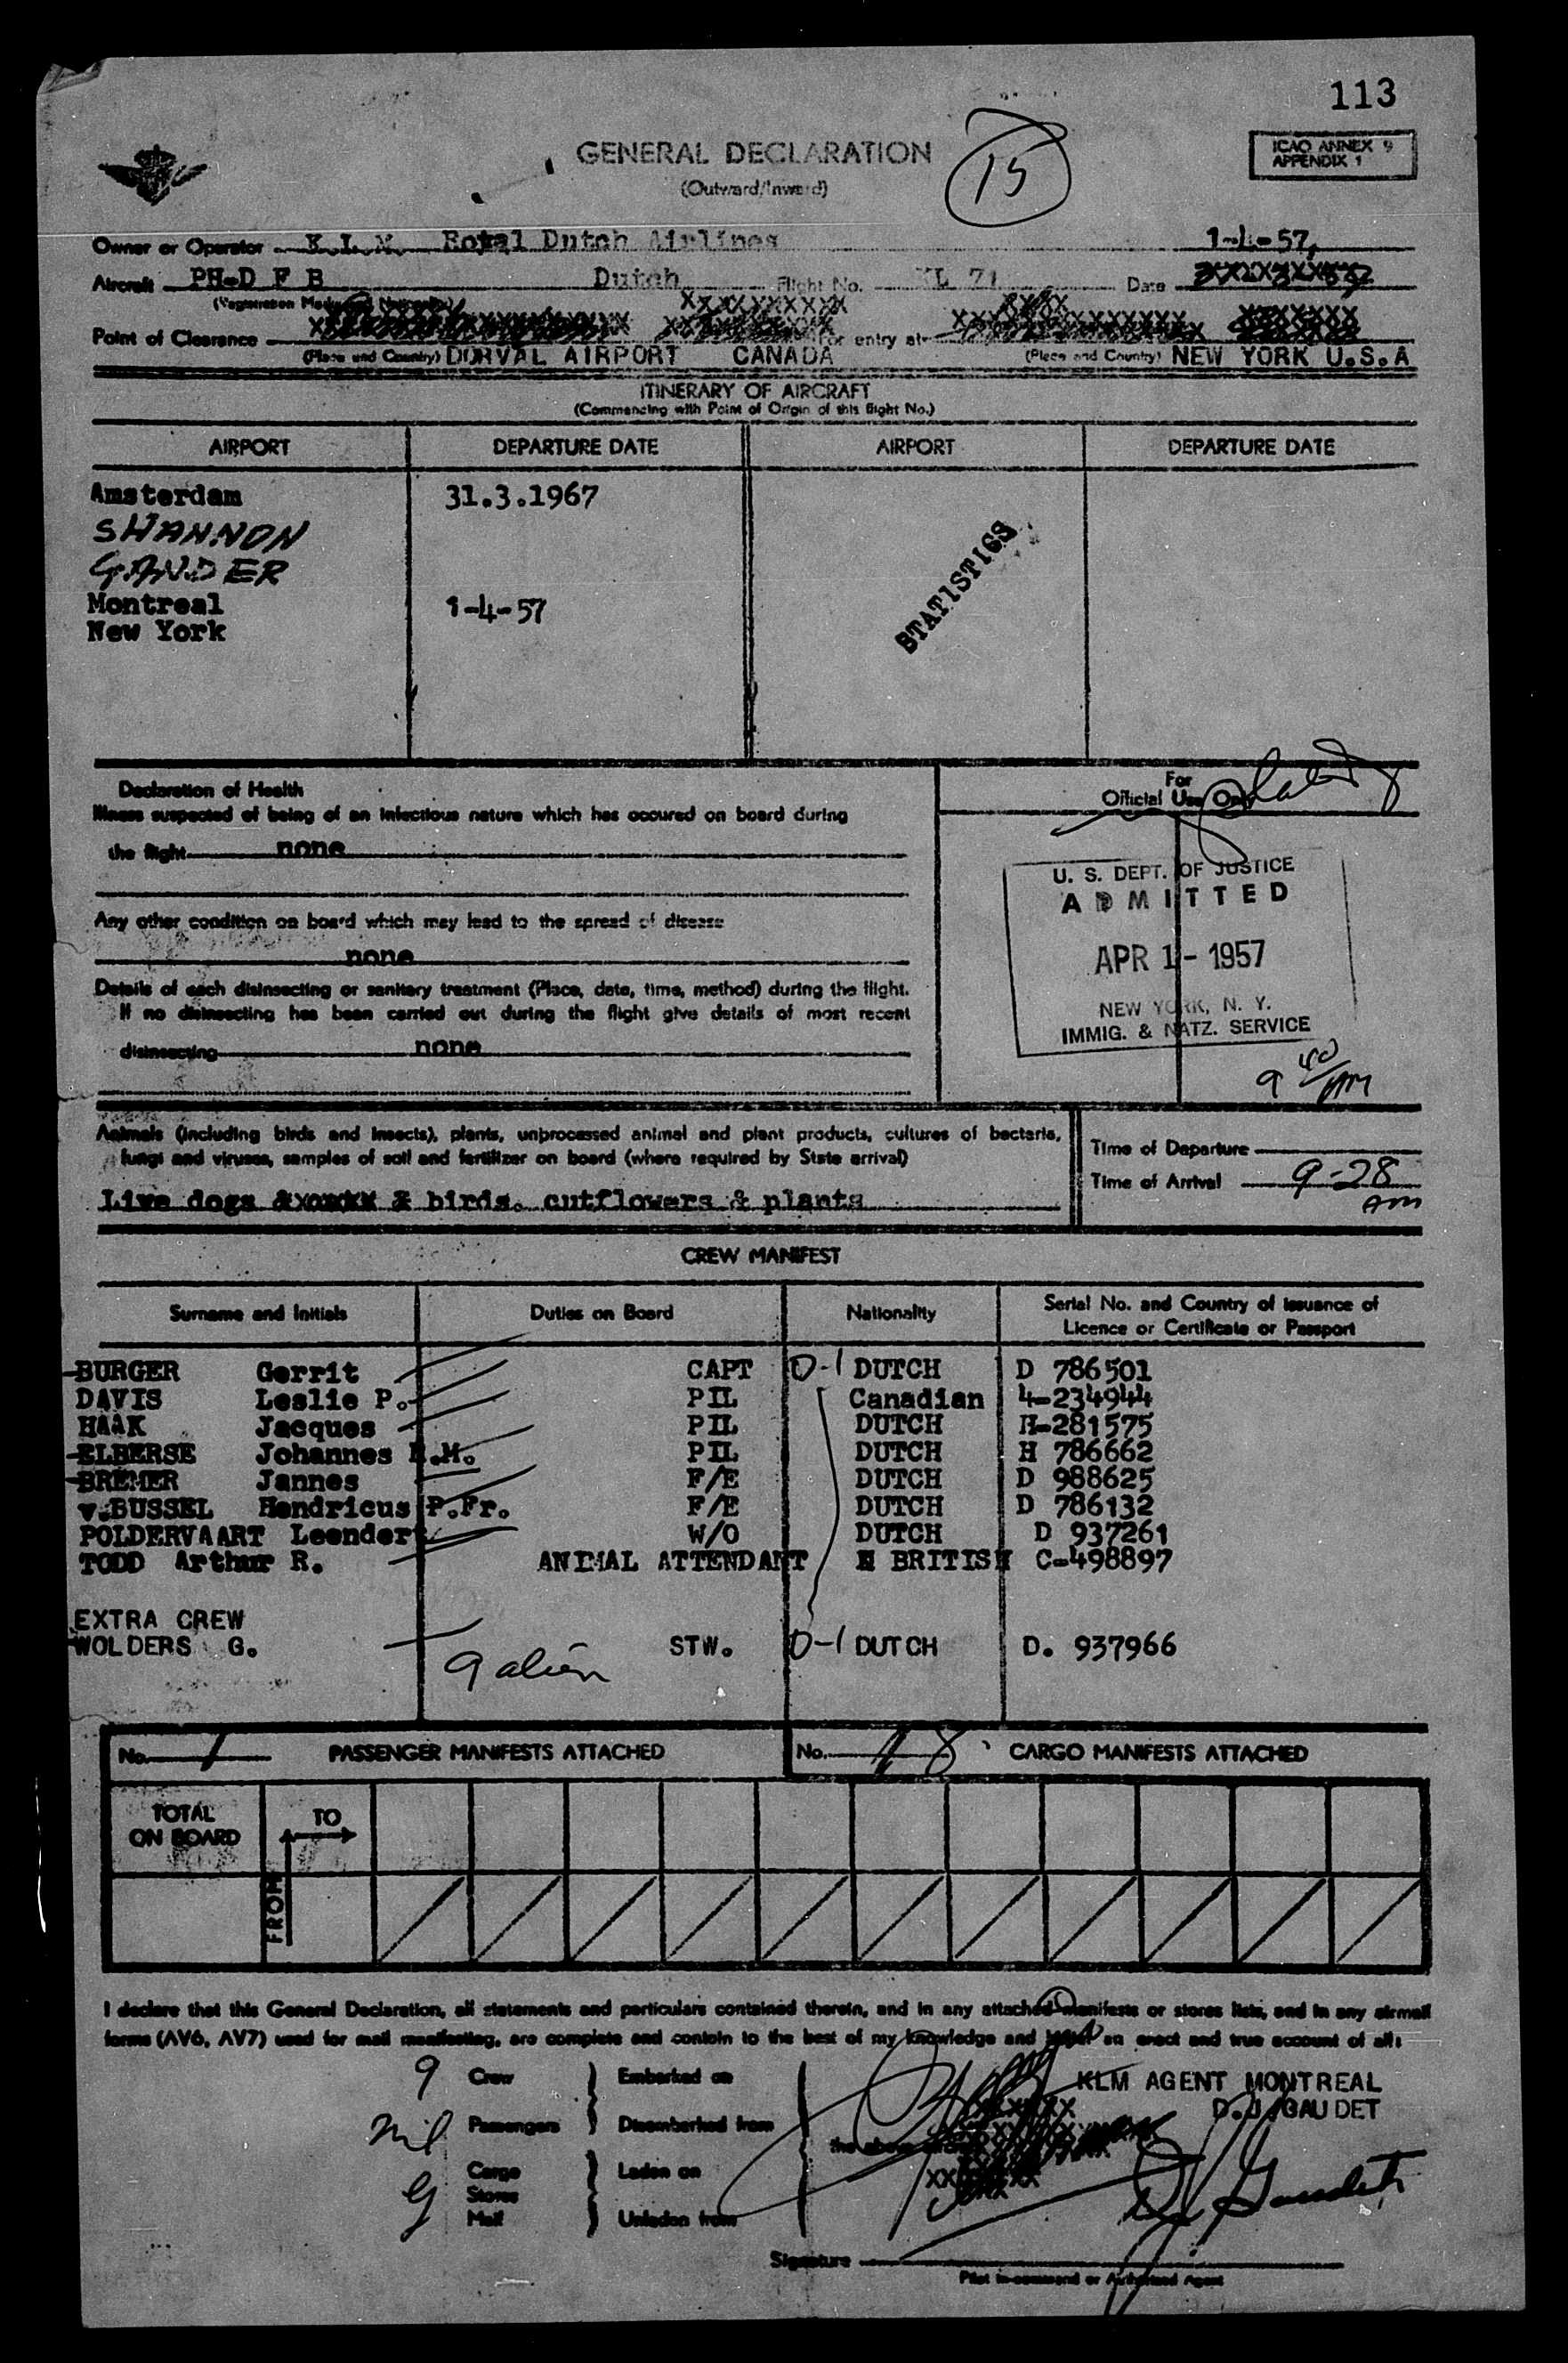 113
GENERAL DECLARATION
(Outward/Inward)
15
ICAO ANNEX 9
APPENDIX 1
Owner or Operator K.L.M. Royal Dutch Airlines 1-4-57,
Aircraft PH-D F B Dutch Flight No. KL 71 Date
(Registration Marks and Nationality)
Point of Clearance For entry at
(Place and Country) DORVAL AIRPORT CANADA (Place and Country) NEW YORK U.S.A
ITINERARY OF AIRCRAFT
(Commencing with Point of Origin of this flight No.)
AIRPORT DEPARTURE DATE AIRPORT DEPARTURE DATE
Amsterdam 31.3.1967
SHANNON
GANDER
Montreal 1-4-57
New York
STATISTICS
Declaration of Health
Illness suspected of being of an infectious nature which has occured on board during
the flight none
Any other condition on board which may lead to the spread of disease
none
Details of each disinsecting or sanitary treatment (Place, date, time, method) during the flight.
If no disinsecting has been carried out during the flight give details of most recent
disinsecting none
For
Official Use Only
U. S. DEPT. OF JUSTICE
ADMITTED
APR 1 - 1957
NEW YORK, N. Y.
IMMIG. & NATZ. SERVICE
9 40/AM
Animals (including birds and insects), plants, unprocessed animal and plant products, cultures of bacteria,
fungi and viruses, samples of soil and fertilizer on board (where required by State arrival)
Live dogs & birds. cutflowers & plants
Time of Departure
Time of Arrival 9-28
AM
CREW MANIFEST
Surname and Initials Duties on Board Nationality Serial No. and Country of Issuance of
Licence or Certificate or Passport
BURGER Gerrit CAPT D-1 DUTCH D 786501
DAVIS Leslie P. PIL Canadian 4-234944
HAAK Jacques PIL DUTCH H-281575
ELBERSE Johannes .M. PIL DUTCH H 786662
BREMER Jannes F/E DUTCH D 988625
v.BUSSEL Hendricus P.Fr. F/E DUTCH D 786132
POLDERVAART Leendert W/O DUTCH D 937261
TODD Arthur R. ANIMAL ATTENDANT BRITISH C-498897
EXTRA CREW
WOLDERS G. STW. D-1 DUTCH D. 937966
9 alien
No. 1 PASSENGER MANIFESTS ATTACHED No. 18 CARGO MANIFESTS ATTACHED
TOTAL
ON BOARD
TO
FROM
I declare that this General Declaration, all statements and particulars contained therein, and in any attached manifests or stores lists, and in any airmail
forms (AV6, AV7) used for mail manifesting, are complete and contain to the best of my knowledge and belief an exact and true account of all:
9 Crew Embarked on
KLM AGENT MONTREAL
D.J.GAUDET
Nil Passengers Disembarked from
the above
Cargo Laden on
Stores
Mail Unladen from
Signature
Pilot in-command or Authorised Agent